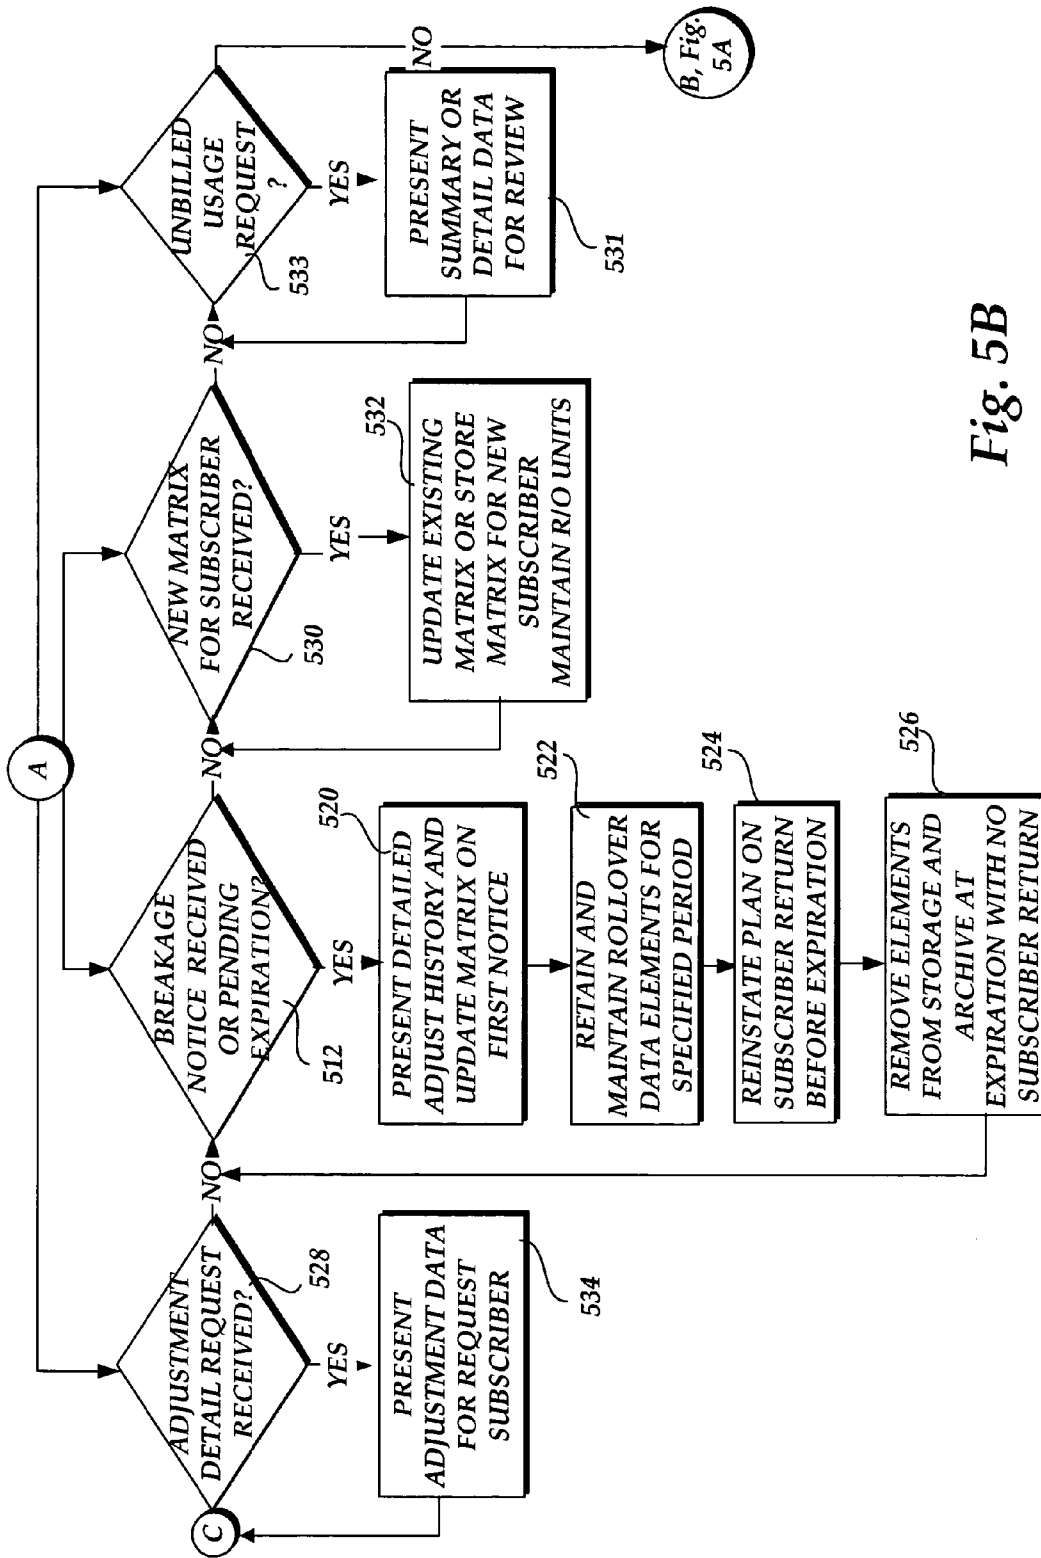 A
C
ADJUSTMENT
DETAIL REQUEST
RECEIVED?
528
YES
NO
PRESENT
ADJUSTMENT DATA
FOR REQUEST
SUBSCRIBER
534
BREAKAGE
NOTICE RECEIVED
OR PENDING
EXPIRATION?
512
YES
NO
PRESENT DETAILED
ADJUST HISTORY AND
UPDATE MATRIX ON
FIRST NOTICE
520
RETAIN AND
MAINTAIN ROLLOVER
DATA ELEMENTS FOR
SPECIFIED PERIOD
522
REINSTATE PLAN ON
SUBSCRIBER RETURN
BEFORE EXPIRATION
524
REMOVE ELEMENTS
FROM STORAGE AND
ARCHIVE AT
EXPIRATION WITH NO
SUBSCRIBER RETURN
526
NEW MATRIX
FOR SUBSCRIBER
RECEIVED?
530
YES
NO
UPDATE EXISTING
MATRIX OR STORE
MATRIX FOR NEW
SUBSCRIBER
MAINTAIN R/O UNITS
532
UNBILLED
USAGE
REQUEST
?
533
YES
NO
PRESENT
SUMMARY OR
DETAIL DATA
FOR REVIEW
531
B, Fig.
5A
Fig. 5B